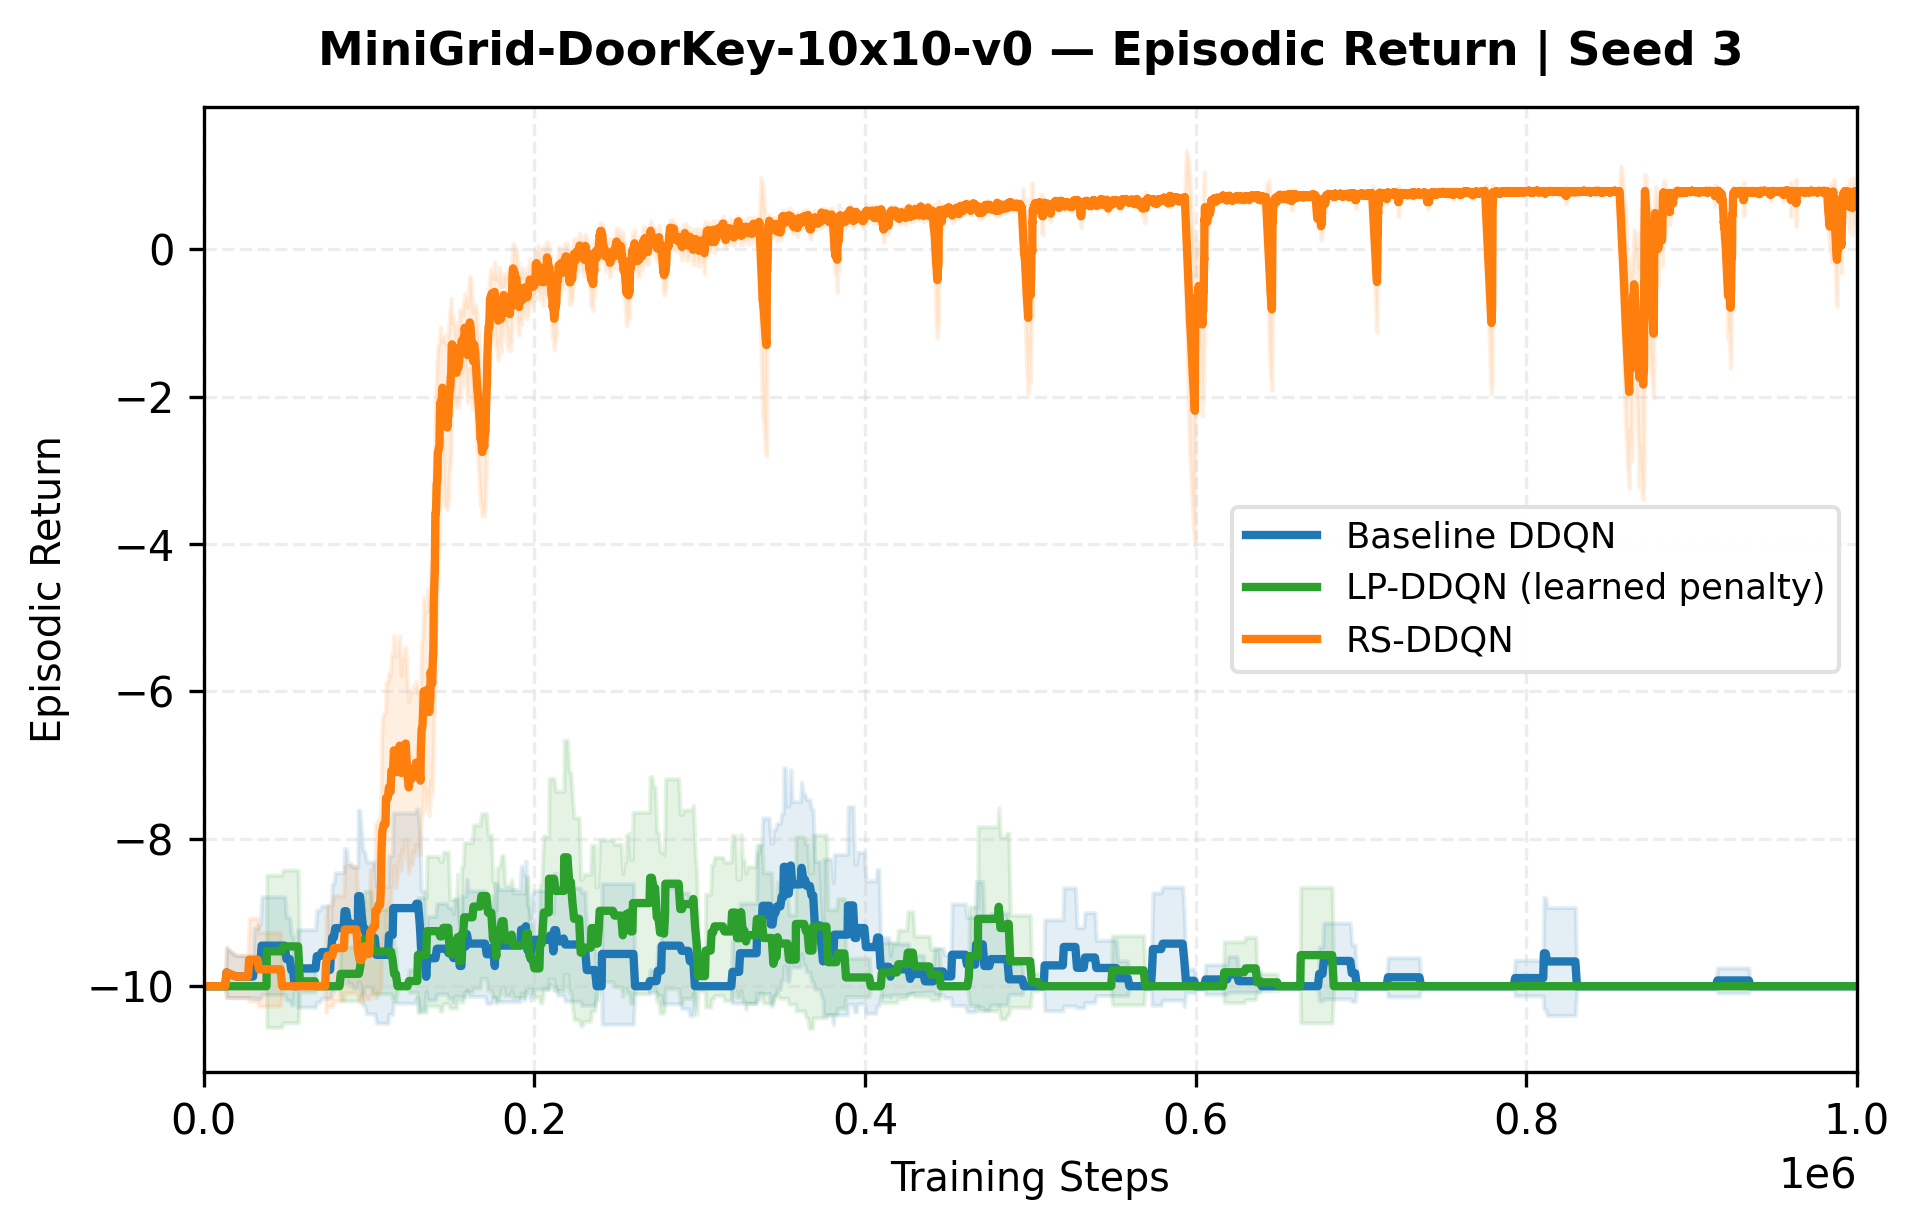 MiniGrid-DoorKey-10x10-v0 — Episodic Return | Seed 3
Episodic Return
0
−2
−4
−6
−8
−10
Baseline DDQN
LP-DDQN (learned penalty)
RS-DDQN
0.0 0.2 0.4 0.6 0.8 1.0
Training Steps
1e6